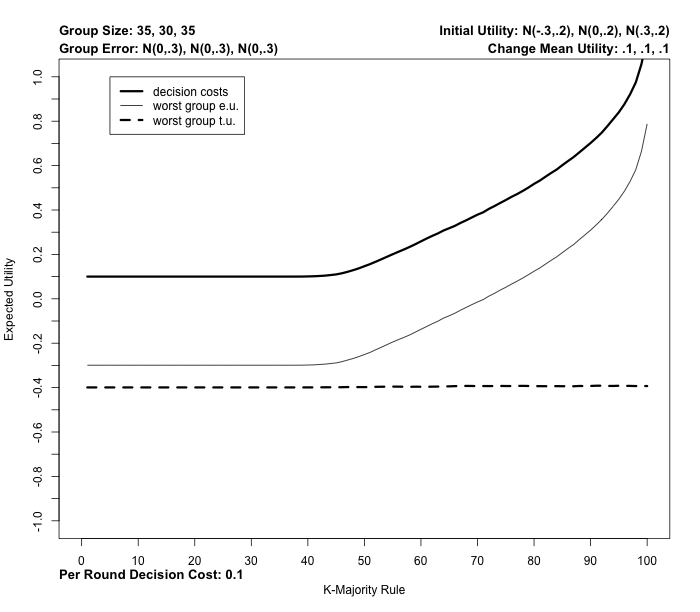 Group Size: 35, 30, 35
Initial Utility: N(-.3,.2), N(0,.2), N(.3,.2)
Group Error: N(0,.3), N(0,.3), N(0,.3)
Change Mean Utility: .1, .1, .1
decision costs
worst group e.u.
worst group t.u.
Expected Utility
1.0
0.8
0.6
0.4
0.2
0.0
-0.2
-0.4
-0.6
-0.8
-1.0
0 10 20 30 40 50 60 70 80 90 100
Per Round Decision Cost: 0.1
K-Majority Rule